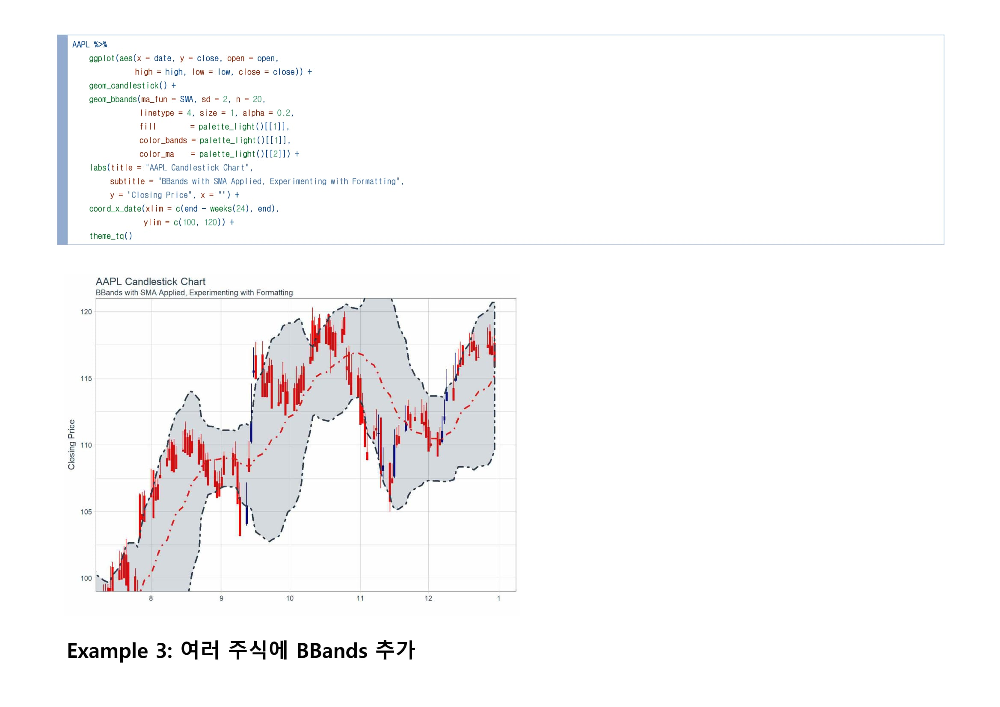 AAPL %>%
ggplot(aes(x = date, y = close, open = open,
high = high, low = low, close = close)) +
geom_candlestick() +
geom_bbands(ma_fun = SMA, sd = 2, n = 20,
linetype = 4, size = 1, alpha = 0.2,
fill = palette_light()[[1]],
color_bands = palette_light()[[1]],
color_ma = palette_light()[[2]]) +
labs(title = "AAPL Candlestick Chart",
subtitle = "BBands with SMA Applied, Experimenting with Formatting",
y = "Closing Price", x = "") +
coord_x_date(xlim = c(end - weeks(24), end),
ylim = c(100, 120)) +
theme_tq()
AAPL Candlestick Chart
BBands with SMA Applied, Experimenting with Formatting
120
115
110
105
100
Closing Price
8 9 10 11 12 1
Example 3: 여러 주식에 BBands 추가